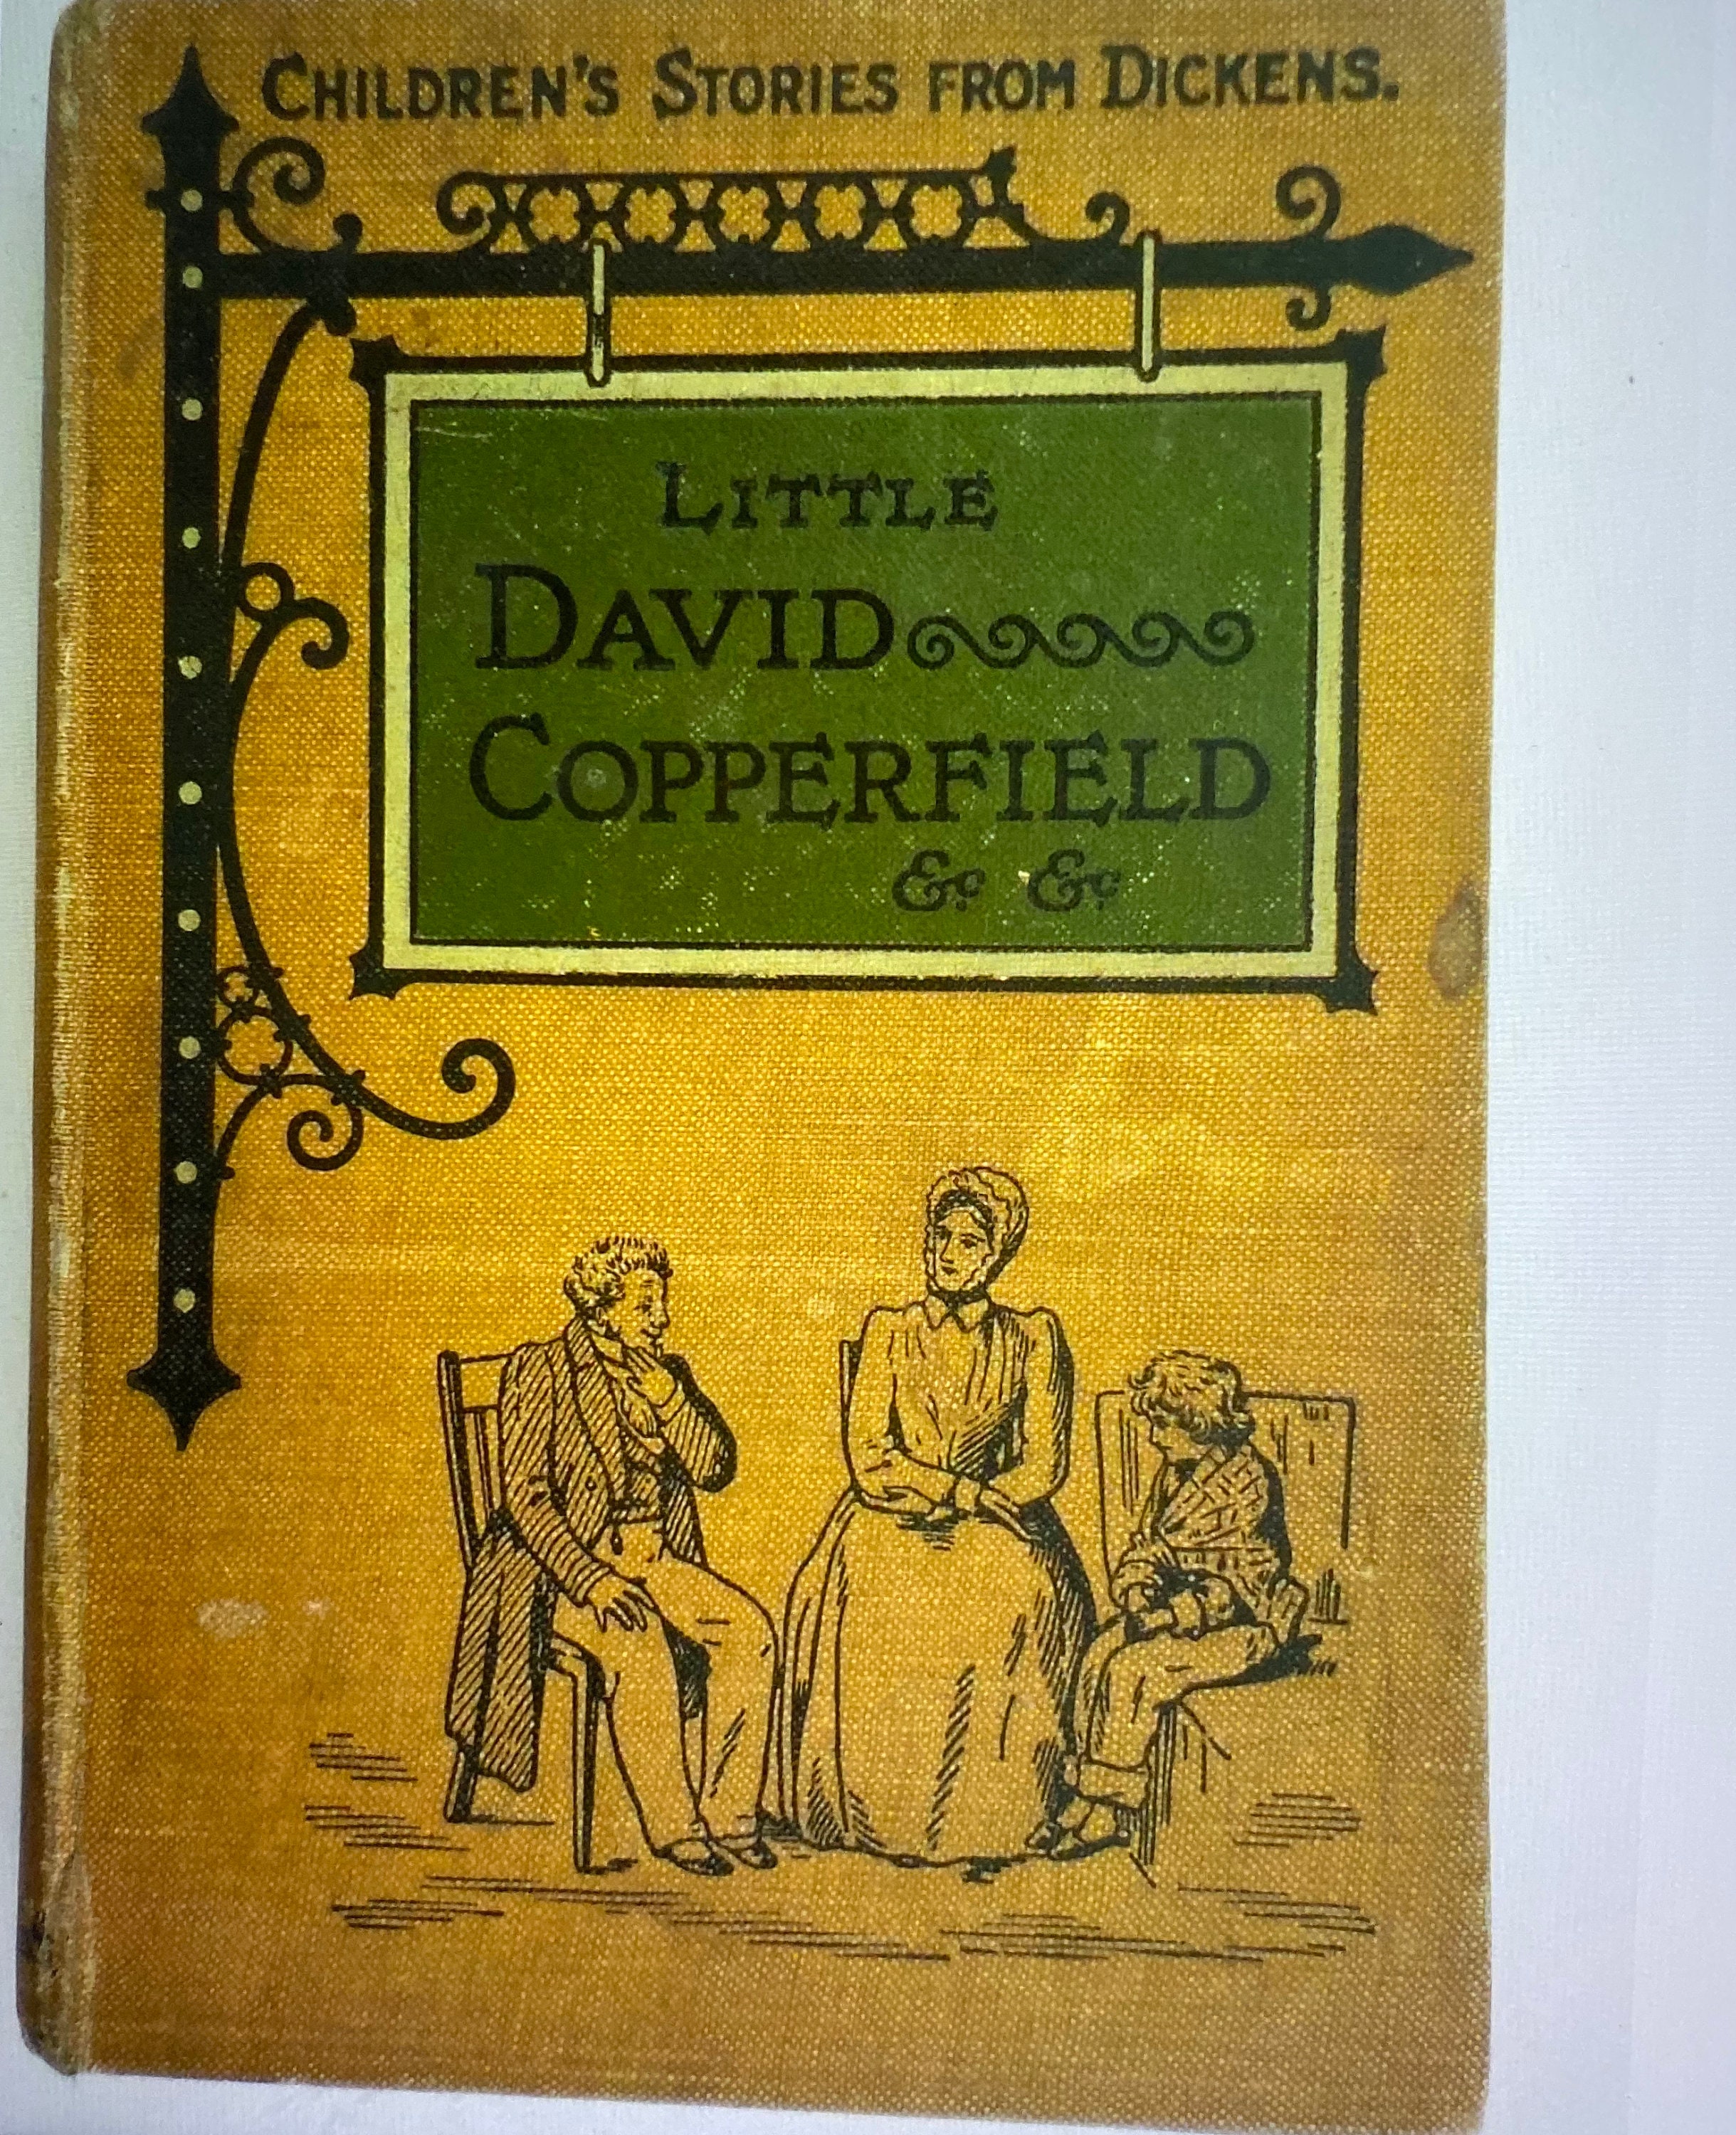 CHILDREN'S STORIES FROM DICKENS.
LITTLE
DAVID
COPPERFIELD
&c &c